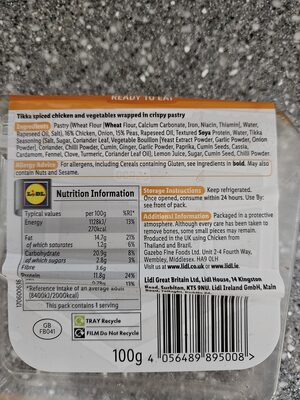 READY TO EAT
Tikka spiced chicken and vegetables wrapped in crispy pastry
Ingredients: Pastry (Wheat Flour [Wheat Flour, Calcium Carbonate, Iron, Niacin, Thiamin], Water,
Rapeseed Oil, Salt), 16% Chicken, Onion, 15% Peas, Rapeseed Oil, Textured Soya Protein, Water, Tikka
Seasoning (Salt, Sugar, Coriander Leaf), Vegetable Bouillon (Yeast Powder, Garlic Powder, Onion
Powder), Coriander, Chilli Powder, Cumin, Ginger, Garlic Powder, Paprika, Cumin Seeds, Cassia,
Cardamom, Fennel, Clove, Turmeric, Coriander Leaf Oil), Lemon Juice, Sugar, Cumin Seed, Chilli Powder.
Allergy Advice: For allergens, including Cereals containing Gluten, see ingredients in bold. May also
contain Nuts and Sesame.
LIDL
Nutrition Information
Typical values per 100g %RI*
Energy 1128kJ 13%
270kcal
Fat 14.7g 21%
of which saturates 1.2g 6%
Carbohydrate 20.9g 8%
of which sugars 2.8g 3%
Fibre 3.6g
Protein 11.8g 24%
0.79g 13%
*Reference intake of an average adult
(8400kJ/2000kcal)
This pack contains 1 serving
Storage Instructions Keep refrigerated.
Once opened, consume within 24 hours. Use By:
see front of pack.
Additional Information Packaged in a protective
atmosphere. Although every care has been taken to
remove bones, some small pieces may remain.
Produced in the UK using Chicken from
Thailand and Brazil.
Gazebo Fine Foods Ltd. Unit 2-4 Fourth Way,
Wembley, Middlesex. HA9 0LH
Visit us at www.lidl.co.uk or www.lidl.ie
Lidl Great Britain Ltd, Lidl House, 14 Kingston
Road, Surbiton, KT5 9NU. Lidl Ireland GmbH, Main
GB
FB041
TRAY Recycle
FILM Do Not Recycle
100g
4 056489 895008 >